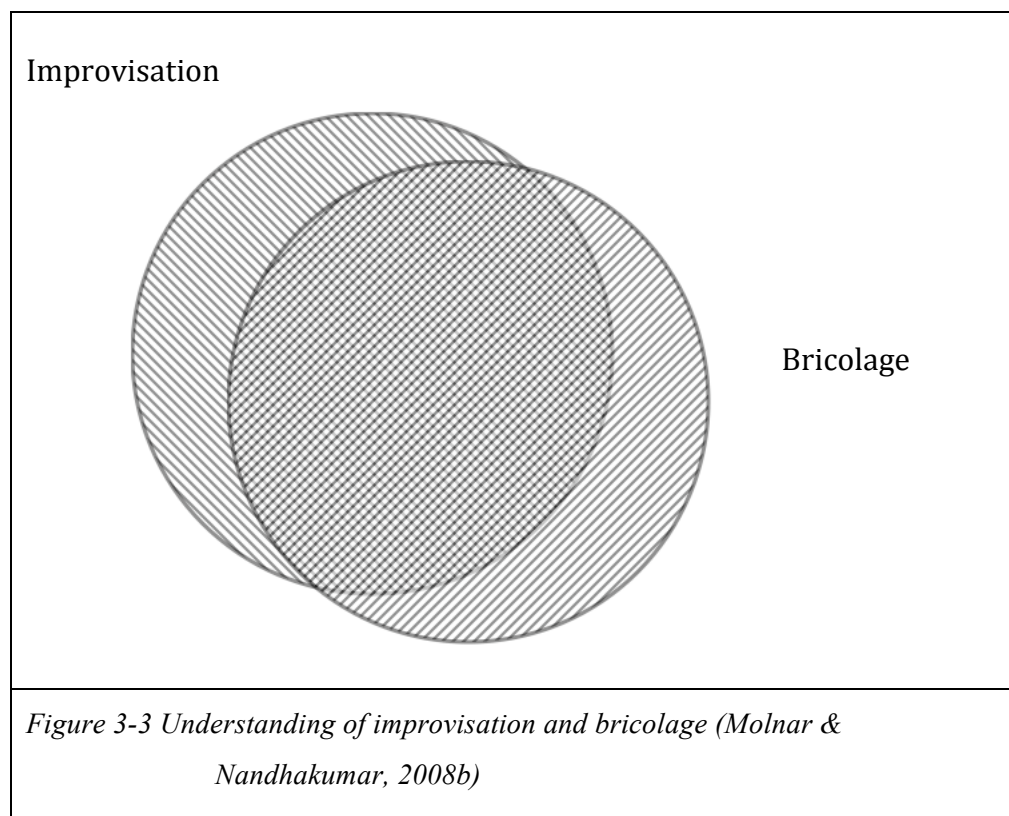 Improvisation
Bricolage
Figure 3-3 Understanding of improvisation and bricolage (Molnar &
Nandhakumar, 2008b)